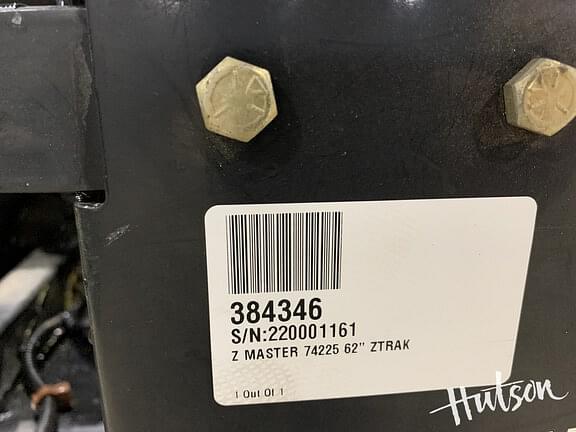 384346
S/N:220001161
Z MASTER 74225 62" ZTRAK
1 Out Of 1
Hutson